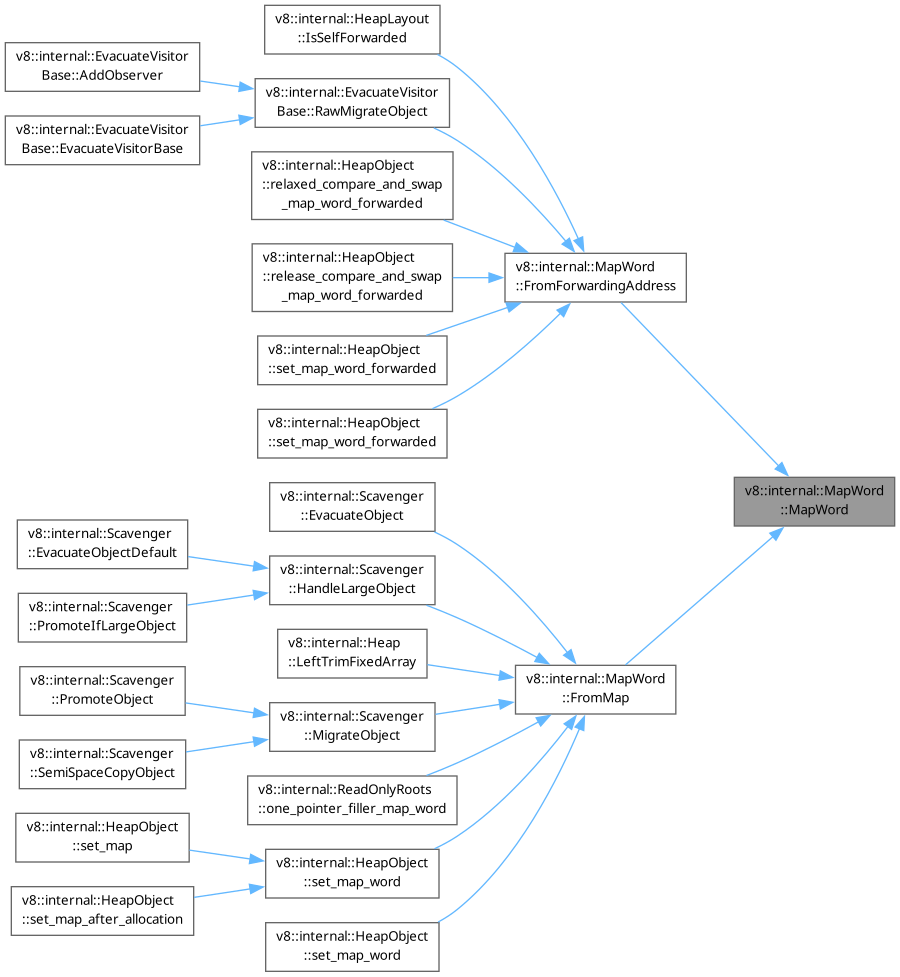 v8::internal::HeapLayout
::IsSelfForwarded
v8::internal::EvacuateVisitor
Base::AddObserver
v8::internal::EvacuateVisitor
Base::RawMigrateObject
v8::internal::EvacuateVisitor
Base::EvacuateVisitorBase
v8::internal::HeapObject
::relaxed_compare_and_swap
_map_word_forwarded
v8::internal::HeapObject
::release_compare_and_swap
_map_word_forwarded
v8::internal::MapWord
::FromForwardingAddress
v8::internal::HeapObject
::set_map_word_forwarded
v8::internal::HeapObject
::set_map_word_forwarded
v8::internal::MapWord
::MapWord
v8::internal::Scavenger
::EvacuateObject
v8::internal::Scavenger
::EvacuateObjectDefault
v8::internal::Scavenger
::HandleLargeObject
v8::internal::Scavenger
::PromoteIfLargeObject
v8::internal::Heap
::LeftTrimFixedArray
v8::internal::MapWord
::FromMap
v8::internal::Scavenger
::PromoteObject
v8::internal::Scavenger
::MigrateObject
v8::internal::Scavenger
::SemiSpaceCopyObject
v8::internal::ReadOnlyRoots
::one_pointer_filler_map_word
v8::internal::HeapObject
::set_map
v8::internal::HeapObject
::set_map_word
v8::internal::HeapObject
::set_map_after_allocation
v8::internal::HeapObject
::set_map_word